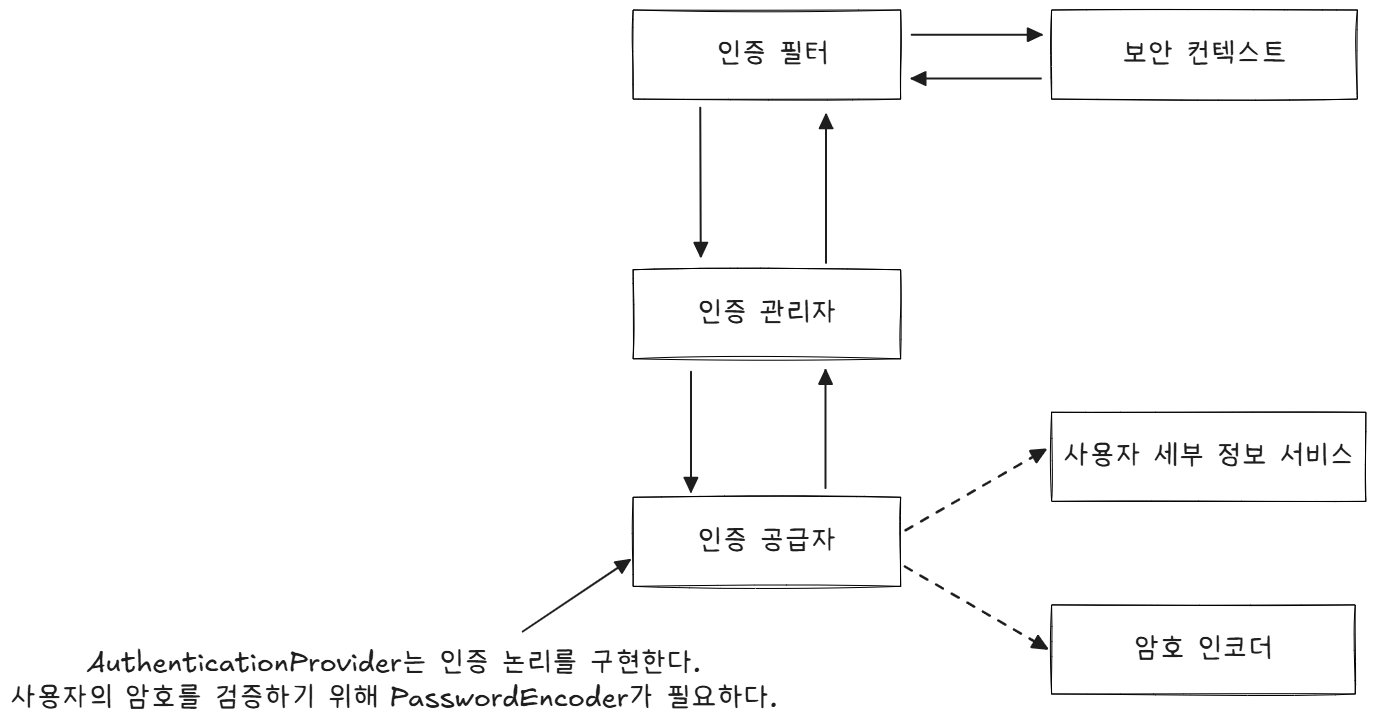 인증 필터
보안 컨텍스트
인증 관리자
사용자 세부 정보 서비스
인증 공급자
암호 인코더
AuthenticationProvider는 인증 논리를 구현한다.
사용자의 암호를 검증하기 위해 PasswordEncoder가 필요하다.